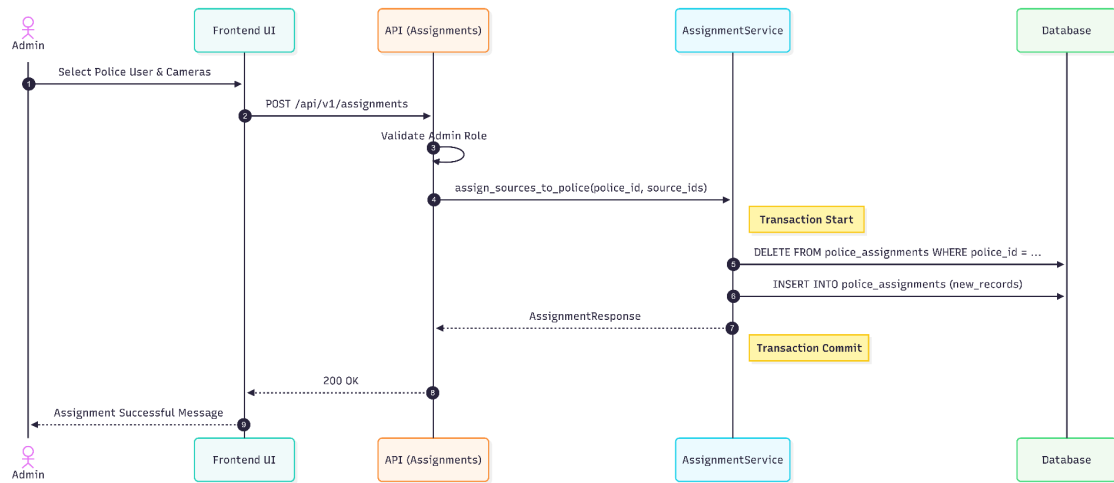 Admin
Frontend UI
API (Assignments)
AssignmentService
Database
1
Select Police User & Cameras
2
POST /api/v1/assignments
Validate Admin Role
3
4
assign_sources_to_police(police_id, source_ids)
Transaction Start
5
DELETE FROM police_assignments WHERE police_id = ...
6
INSERT INTO police_assignments (new_records)
AssignmentResponse
7
Transaction Commit
200 OK
8
Assignment Successful Message
9
Admin
Frontend UI
API (Assignments)
AssignmentService
Database